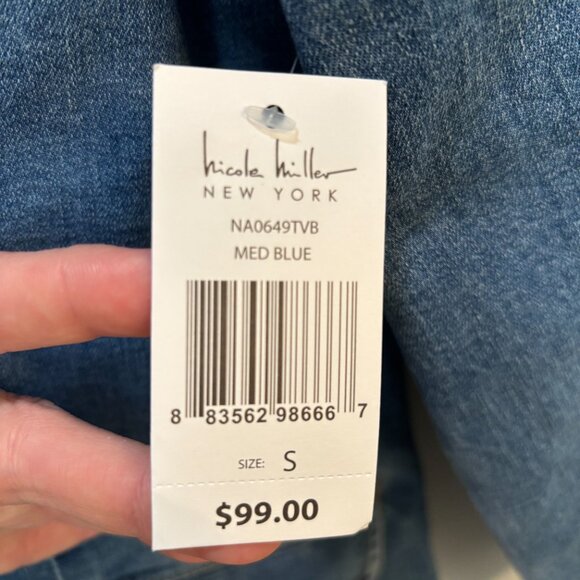 nicole miller
NEW YORK
NA0649TVB
MED BLUE
8 83562 98666 7
SIZE: S
$99.00